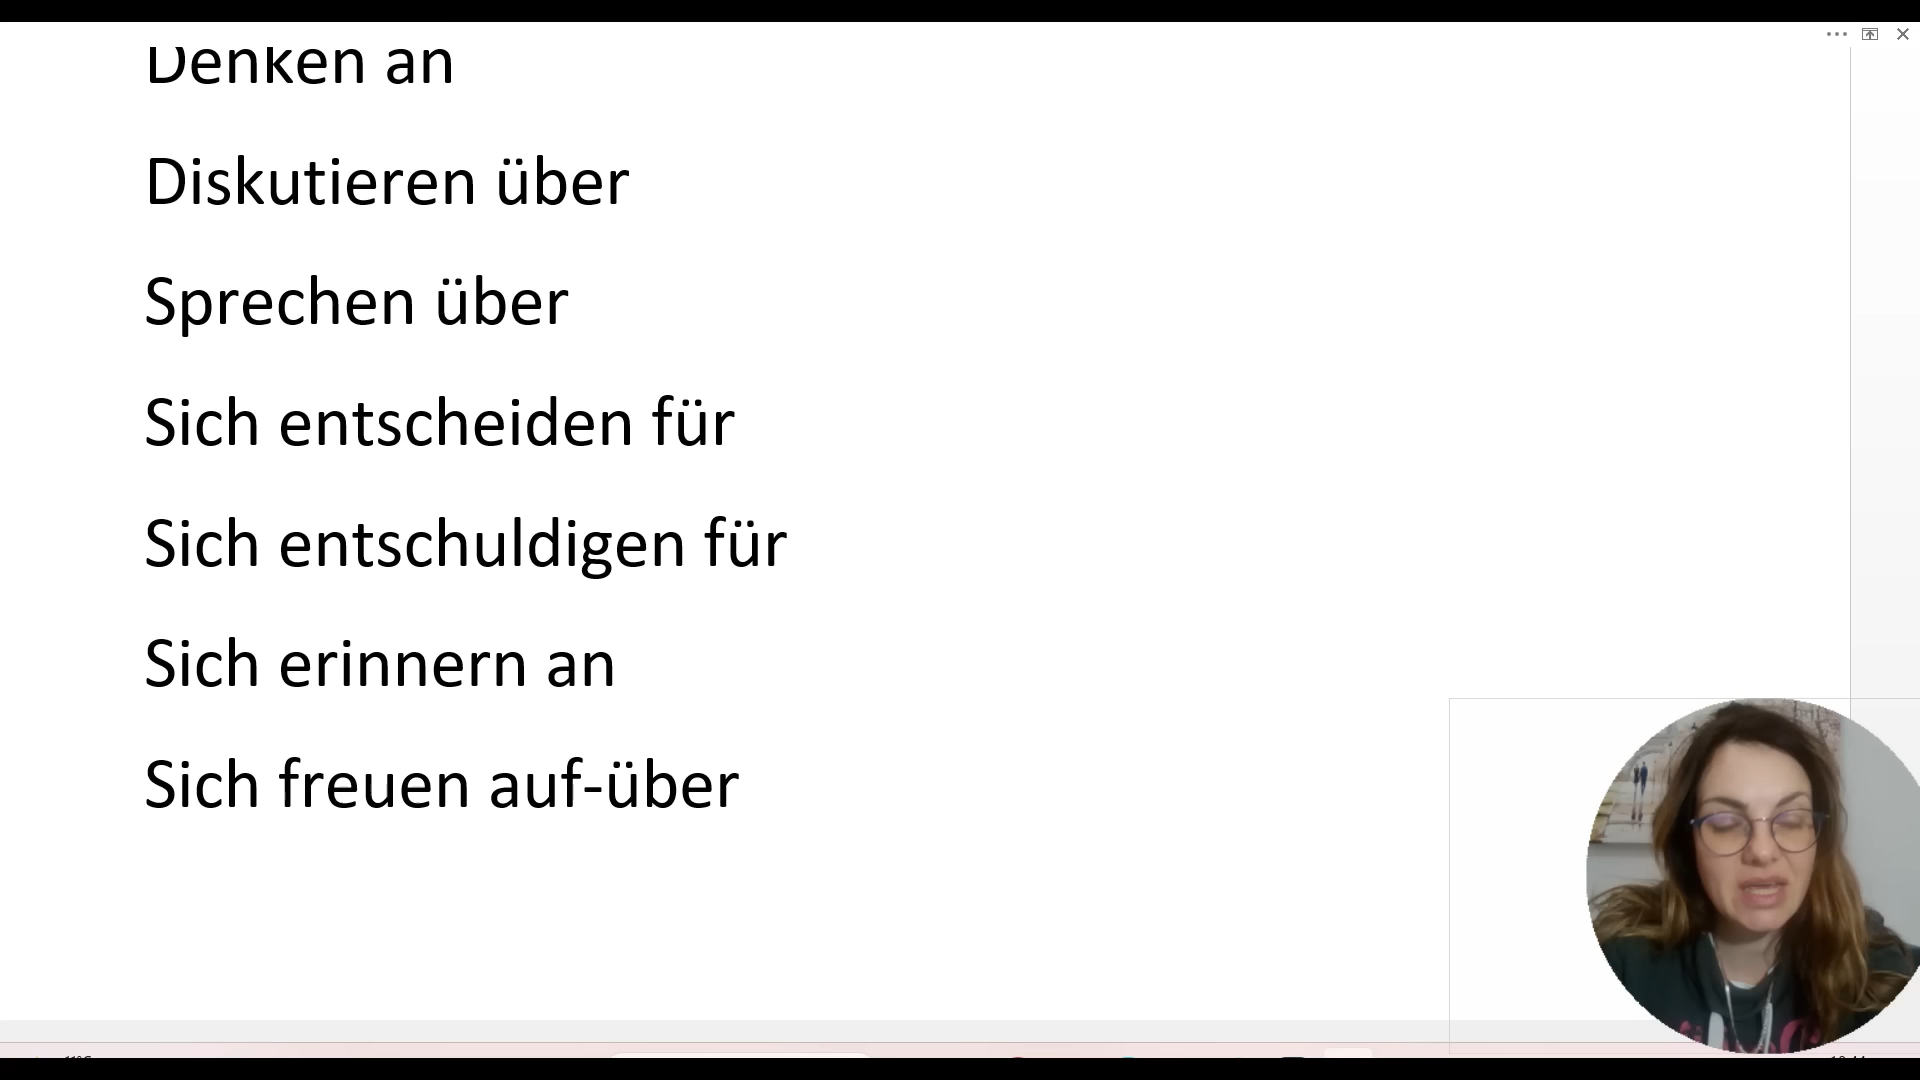 Denken an
Diskutieren über
Sprechen über
Sich entscheiden für
Sich entschuldigen für
Sich erinnern an
Sich freuen auf-über